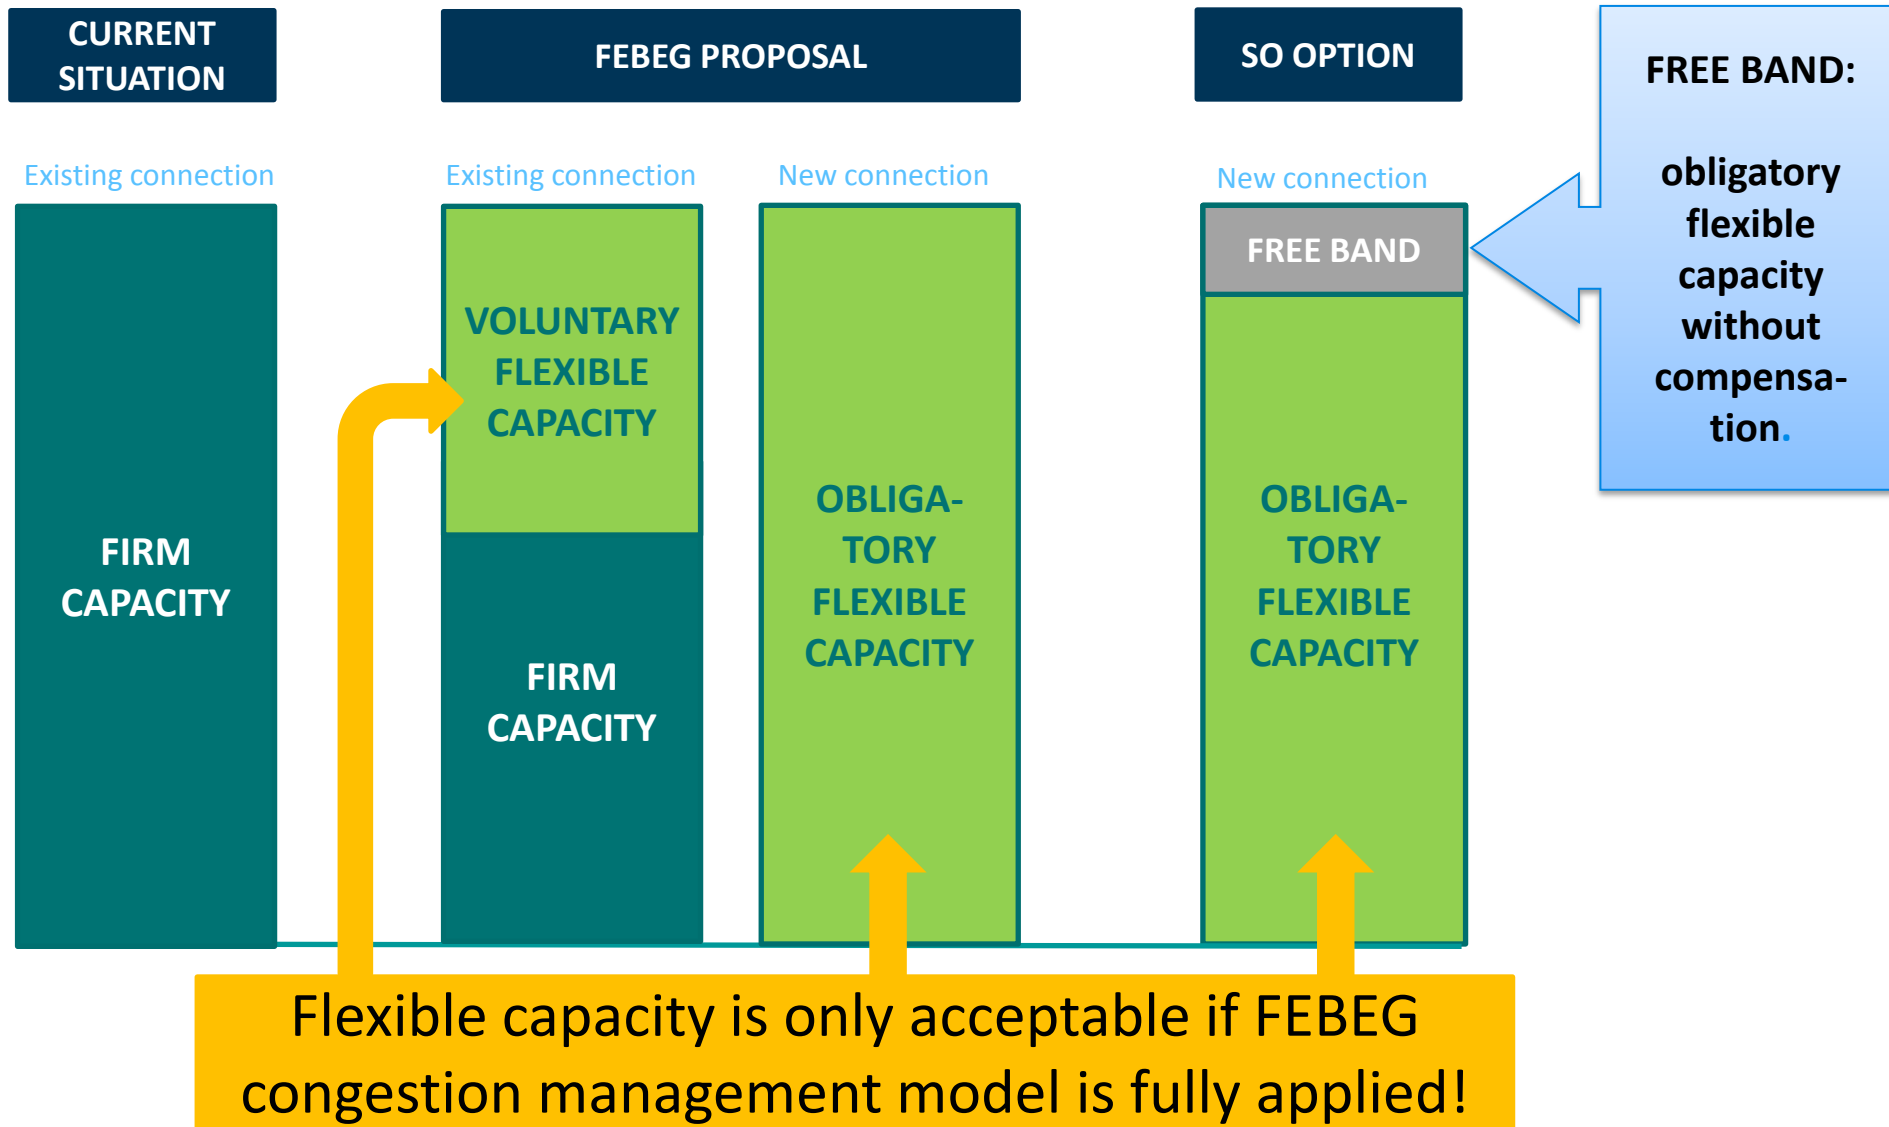 CURRENT
SITUATION
FEBEG PROPOSAL
SO OPTION
FREE BAND:
obligatory
flexible
capacity
without
compensa-
tion.
Existing connection
Existing connection
New connection
New connection
FIRM
CAPACITY
VOLUNTARY
FLEXIBLE
CAPACITY
FIRM
CAPACITY
OBLIGA-
TORY
FLEXIBLE
CAPACITY
FREE BAND
OBLIGA-
TORY
FLEXIBLE
CAPACITY
Flexible capacity is only acceptable if FEBEG
congestion management model is fully applied!